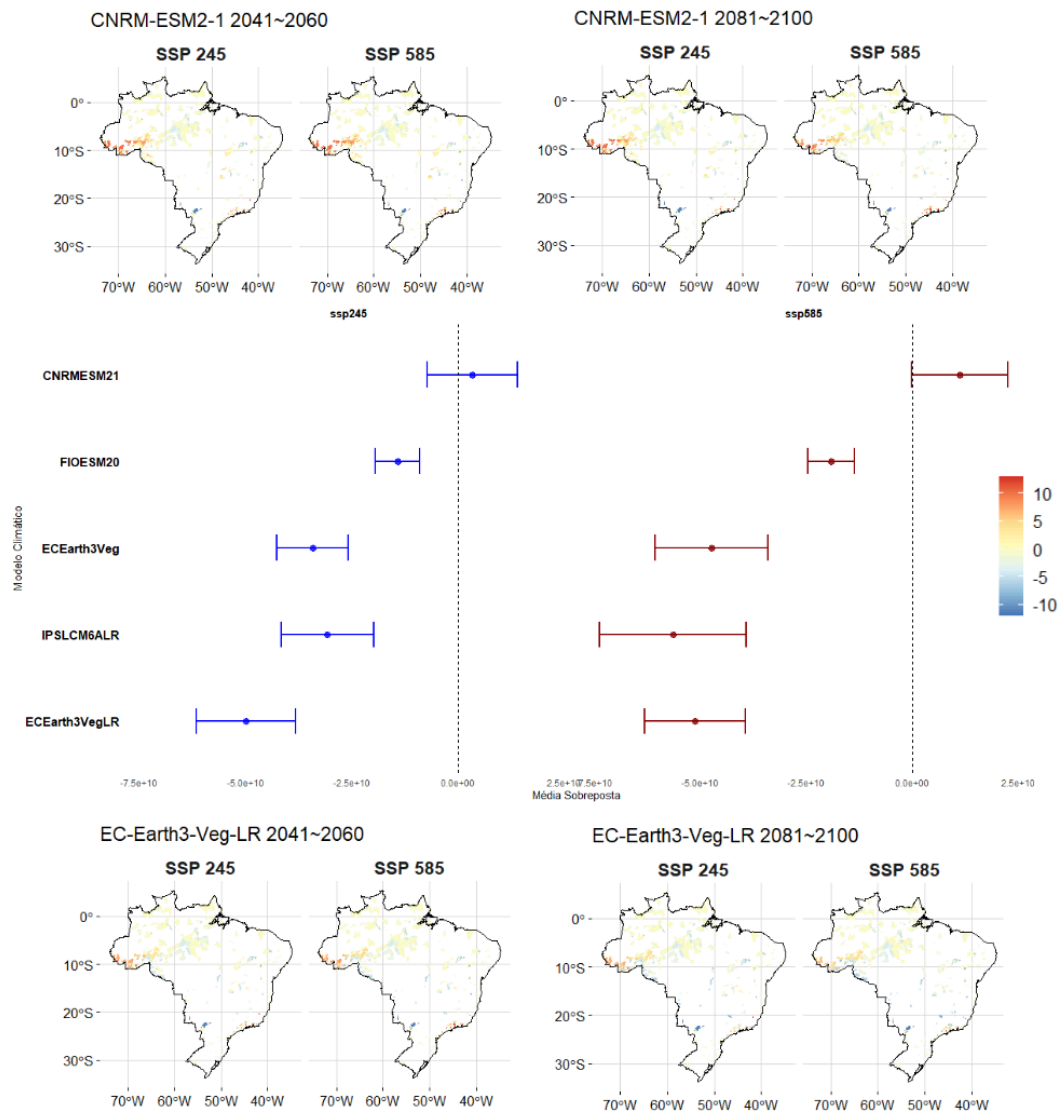 CNRM-ESM2-1 2041~2060
CNRM-ESM2-1 2081~2100
SSP 245
SSP 585
SSP 245
SSP 585
0°
10°S
20°S
30°S
0°
10°S
20°S
30°S
70°W 60°W 50°W 40°W
70°W 60°W 50°W 40°W
70°W 60°W 50°W 40°W
70°W 60°W 50°W 40°W
ssp245
ssp585
Modelo Climático
CNRMESM21
FIOESM20
ECEarth3Veg
IPSLCM6ALR
ECEarth3VegLR
10
5
0
-5
-10
-7.5e+10 -5.0e+10 0.0e+00 2.5e+10
-7.5e+10 -5.0e+10 -2.5e+10 0.0e+00 2.5e+10
Média Sobreposta
EC-Earth3-Veg-LR 2041~2060
EC-Earth3-Veg-LR 2081~2100
SSP 245
SSP 585
SSP 245
SSP 585
0°
10°S
20°S
30°S
0°
10°S
20°S
30°S
70°W 60°W 50°W 40°W
70°W 60°W 50°W 40°W
70°W 60°W 50°W 40°W
70°W 60°W 50°W 40°W